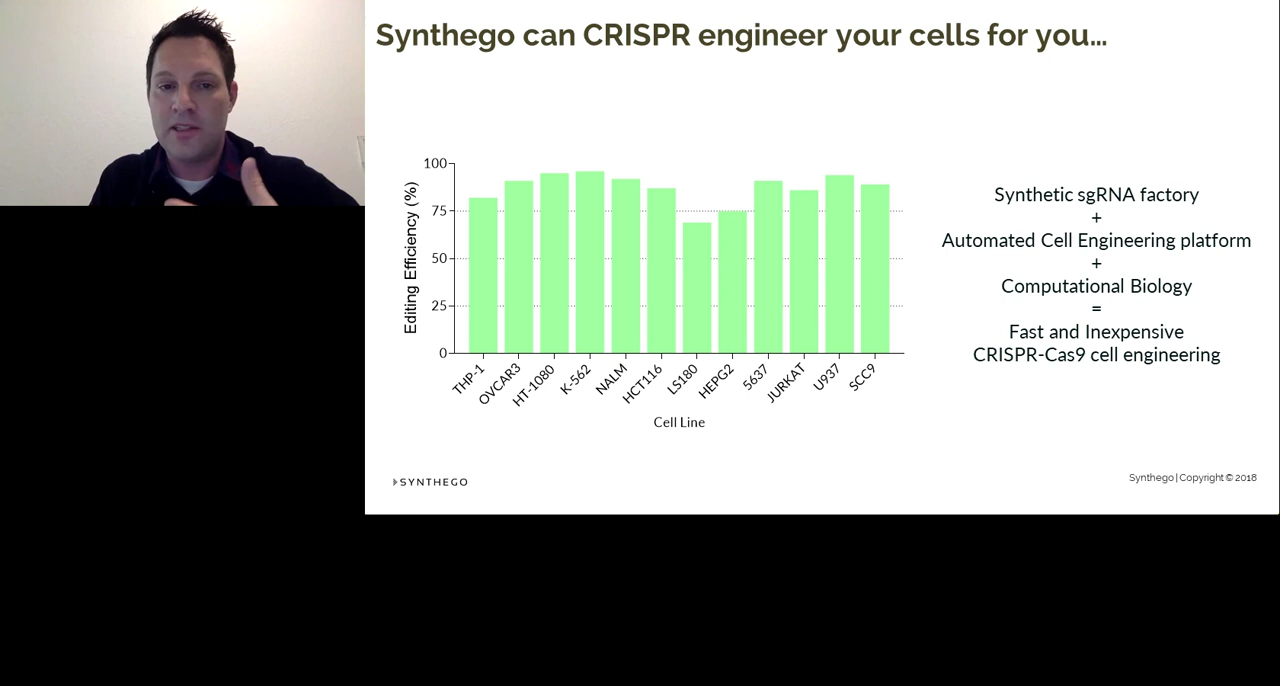 Synthego can CRISPR engineer your cells for you...
100
75
50
25
0
Editing Efficiency (%)
THP-1
OVCAR3
HT-1080
K-562
NALM
HCT116
LS180
HEPG2
5637
JURKAT
U937
SCC9
Cell Line
Synthetic sgRNA factory
+
Automated Cell Engineering platform
+
Computational Biology
=
Fast and Inexpensive
CRISPR-Cas9 cell engineering
SYNTHEGO
Synthego | Copyright © 2018